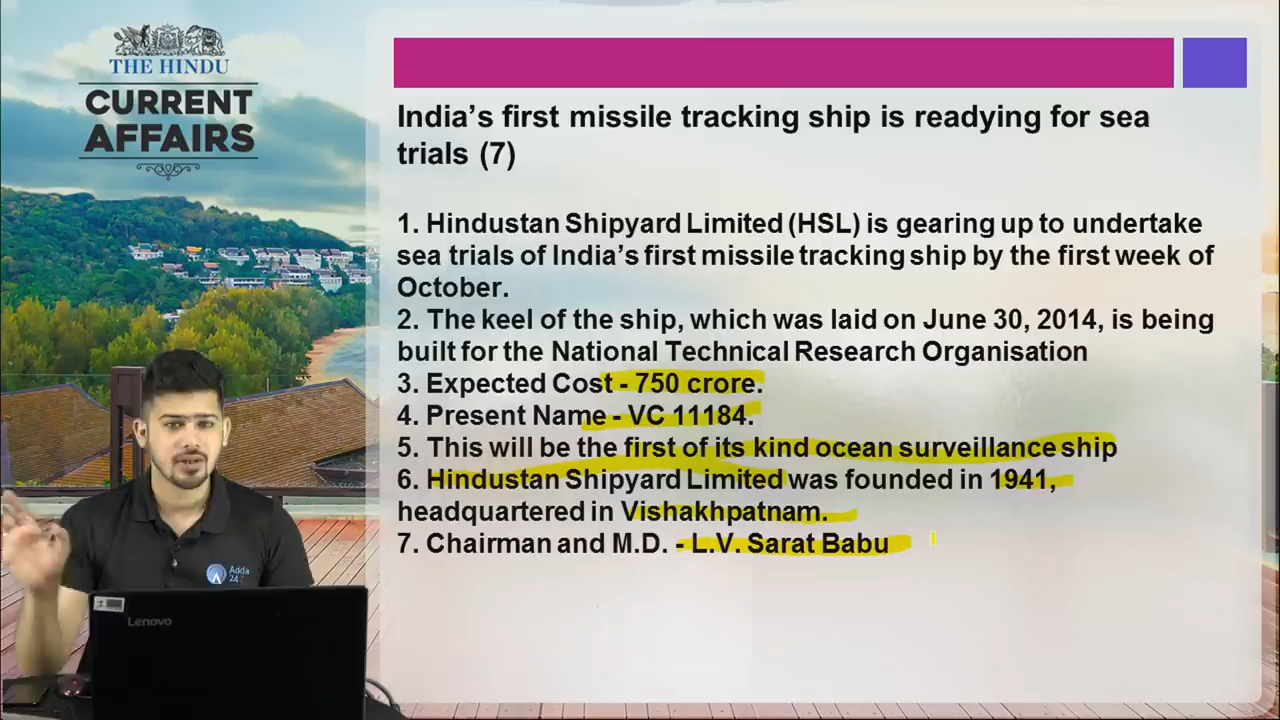 THE HINDU
CURRENT
AFFAIRS
India's first missile tracking ship is readying for sea
trials (7)
1. Hindustan Shipyard Limited (HSL) is gearing up to undertake
sea trials of India's first missile tracking ship by the first week of
October.
2. The keel of the ship, which was laid on June 30, 2014, is being
built for the National Technical Research Organisation
3. Expected Cost - 750 crore.
4. Present Name - VC 11184.
5. This will be the first of its kind ocean surveillance ship
6. Hindustan Shipyard Limited was founded in 1941,
headquartered in Vishakhpatnam.
7. Chairman and M.D. - L.V. Sarat Babu
Adda
247
Lenovo